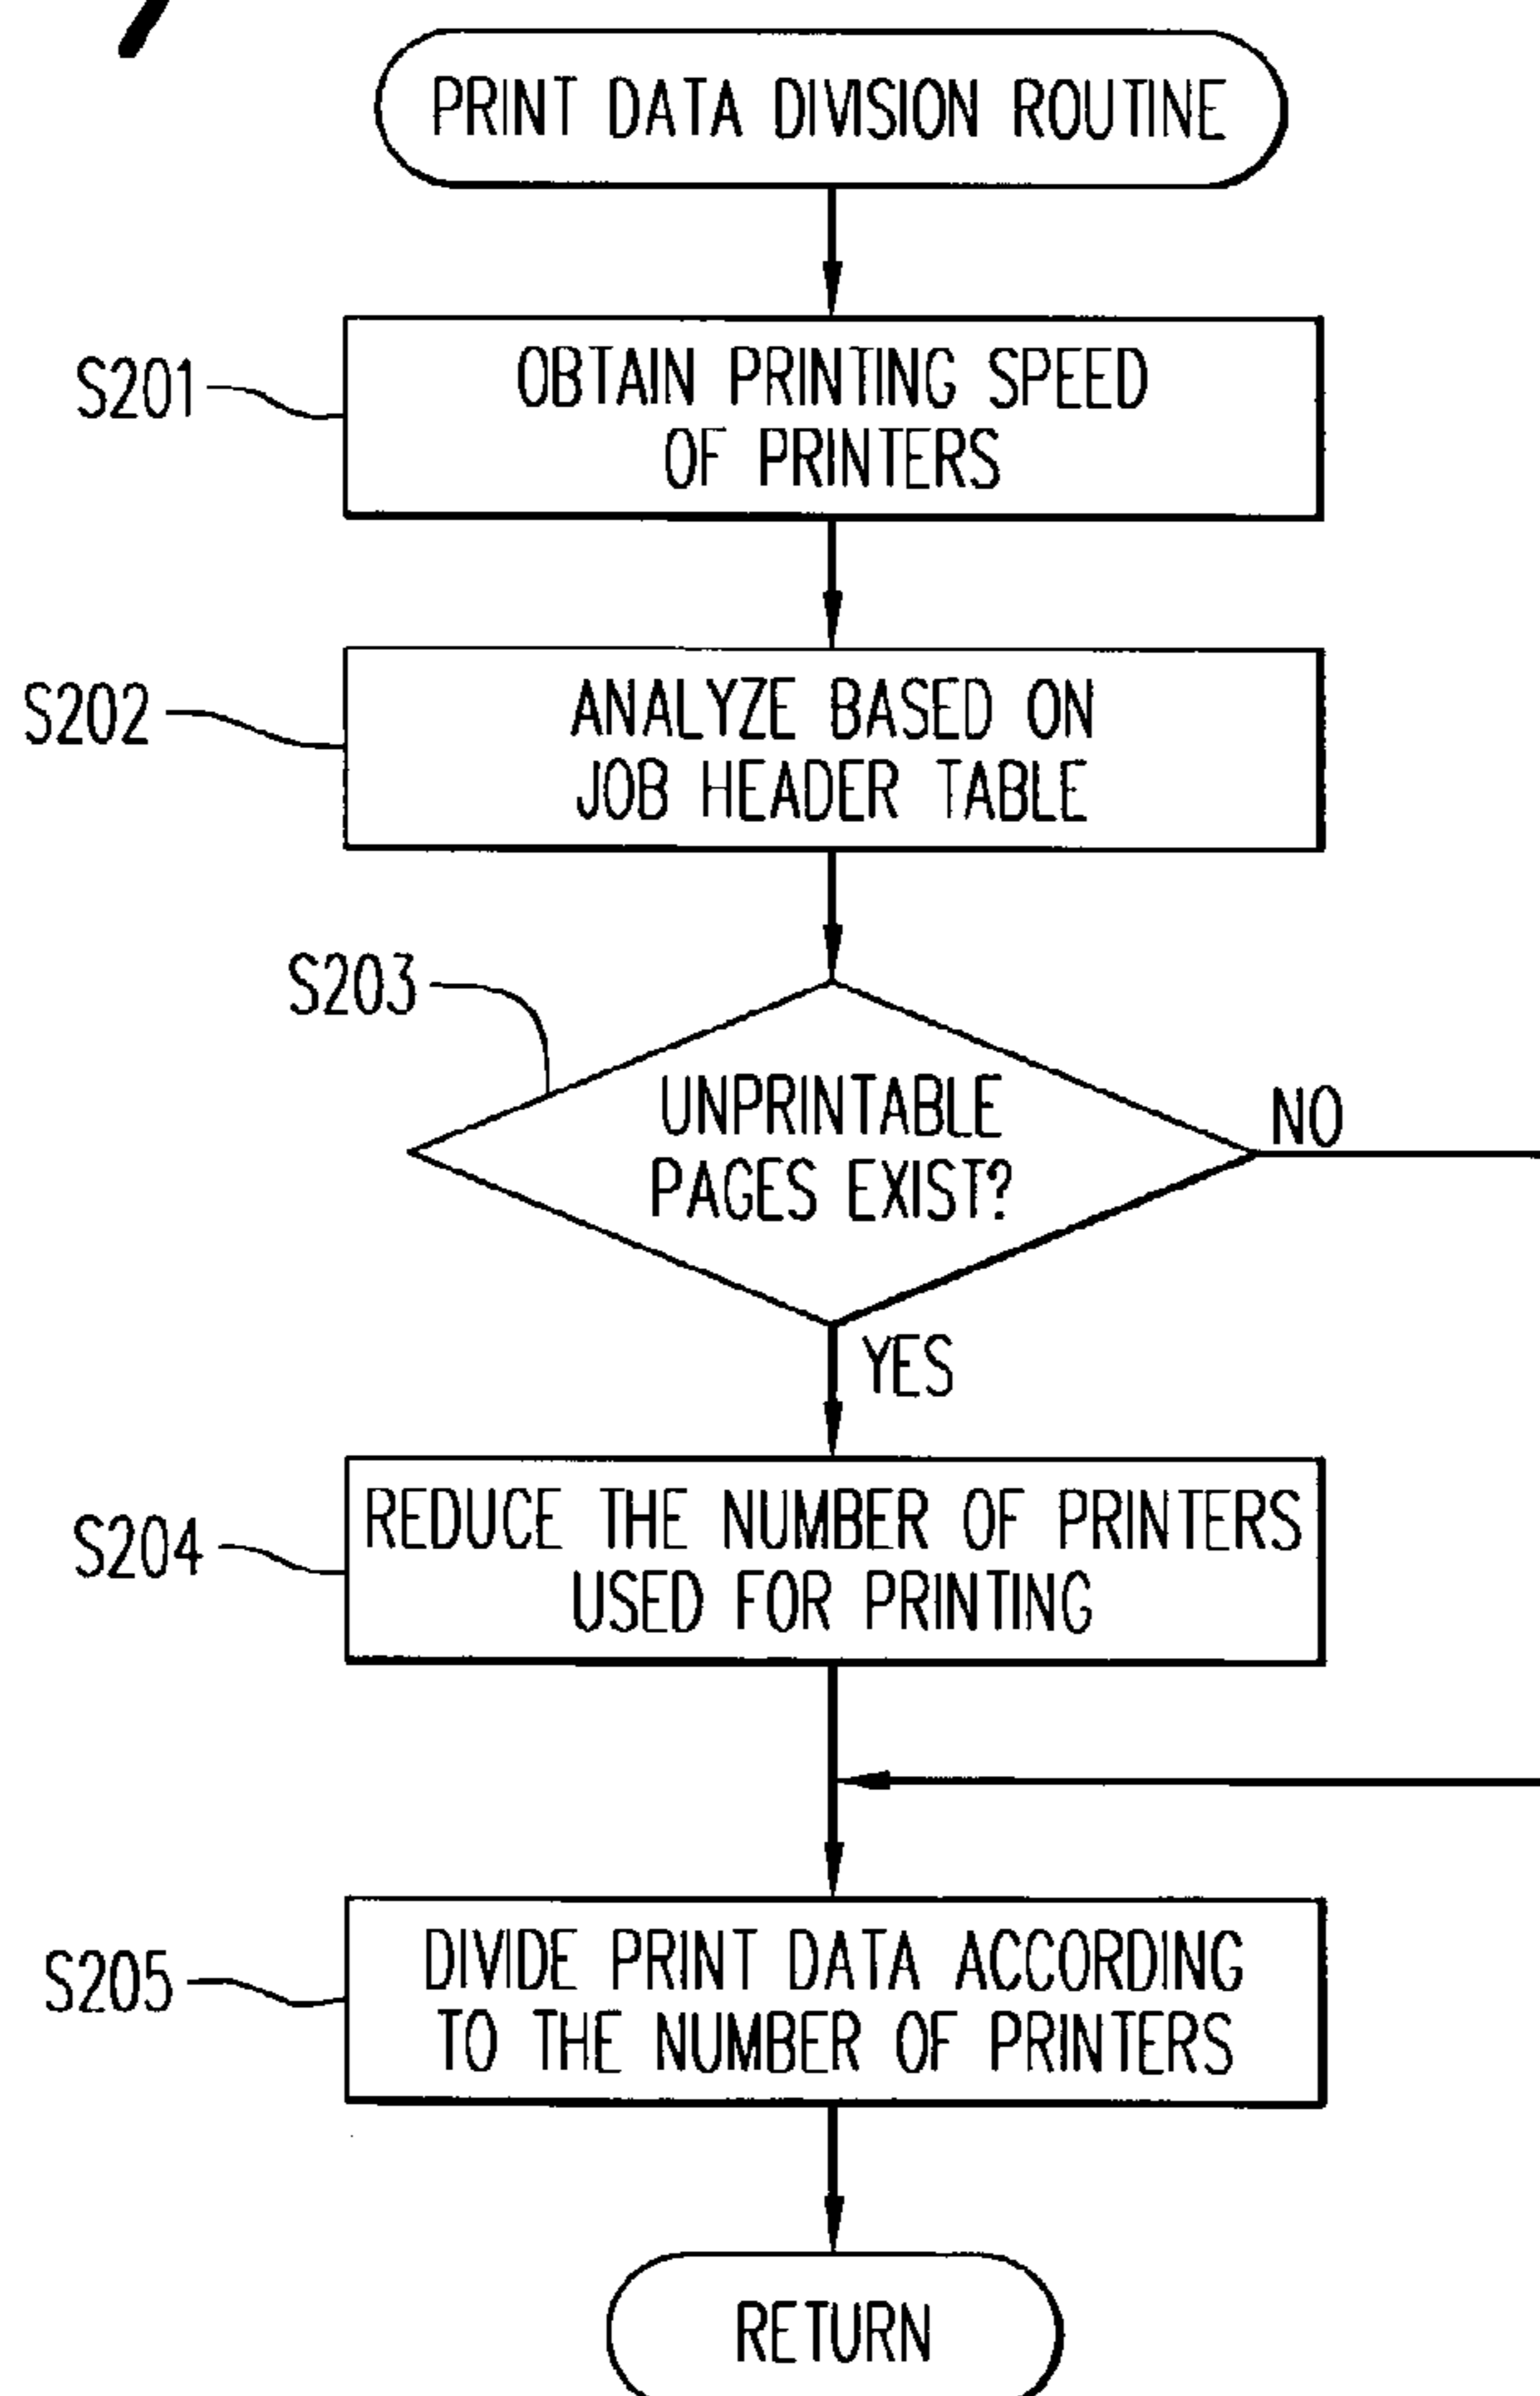 PRINT DATA DIVISION ROUTINE
S201
OBTAIN PRINTING SPEED
OF PRINTERS
S202
ANALYZE BASED ON
JOB HEADER TABLE
S203
UNPRINTABLE
PAGES EXIST?
NO
YES
S204
REDUCE THE NUMBER OF PRINTERS
USED FOR PRINTING
S205
DIVIDE PRINT DATA ACCORDING
TO THE NUMBER OF PRINTERS
RETURN